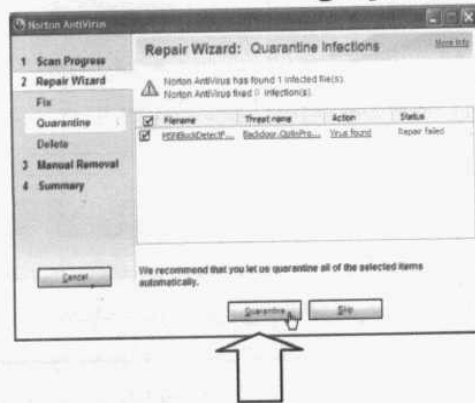 Norton AntiVirus
1 Scan Progress
2 Repair Wizard
Fix
Quarantine
Delete
3 Manual Removal
4 Summary
Cancel
Repair Wizard: Quarantine Infections
More Info
Norton AntiVirus has found 1 infected file(s).
Norton AntiVirus fixed 0 infection(s).
Filename Threat name Action Status
Virus found Repair failed
We recommend that you let us quarantine all of the selected items
automatically.
Quarantine Skip